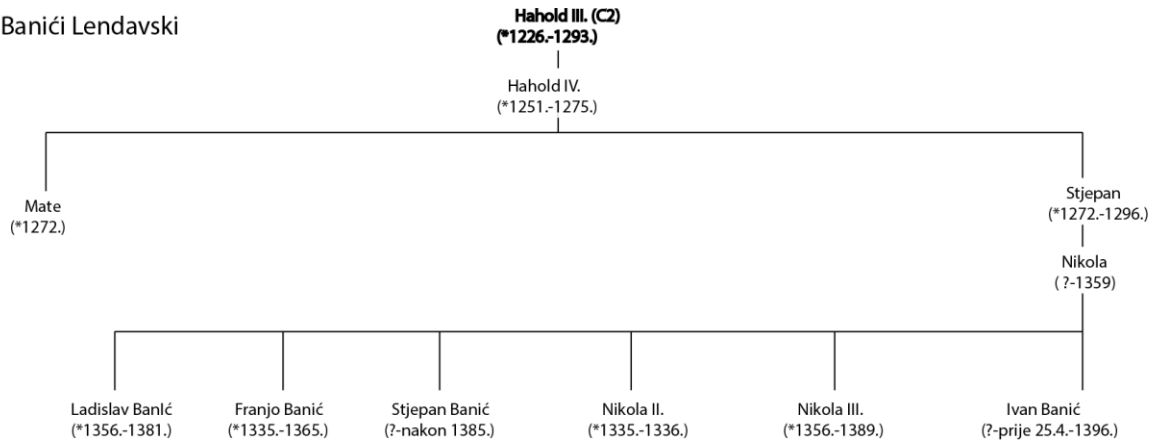 Banići Lendavski
Hahold III. (C2)
(*1226.-1293.)
Hahold IV.
(*1251.-1275.)
Mate
(*1272.)
Stjepan
(*1272.-1296.)
Nikola
( ?-1359)
Ladislav BanIć
(*1356.-1381.)
Franjo Banić
(*1335.-1365.)
Stjepan Banić
(?-nakon 1385.)
Nikola II.
(*1335.-1336.)
Nikola III.
(*1356.-1389.)
Ivan Banić
(?-prije 25.4.-1396.)